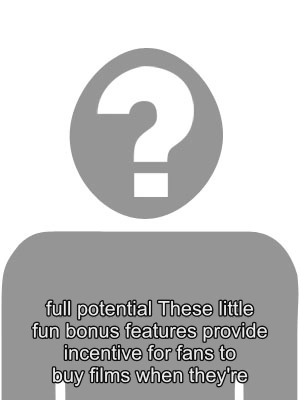 full potential These little
fun bonus features provide
incentive for fans to
buy films when they're